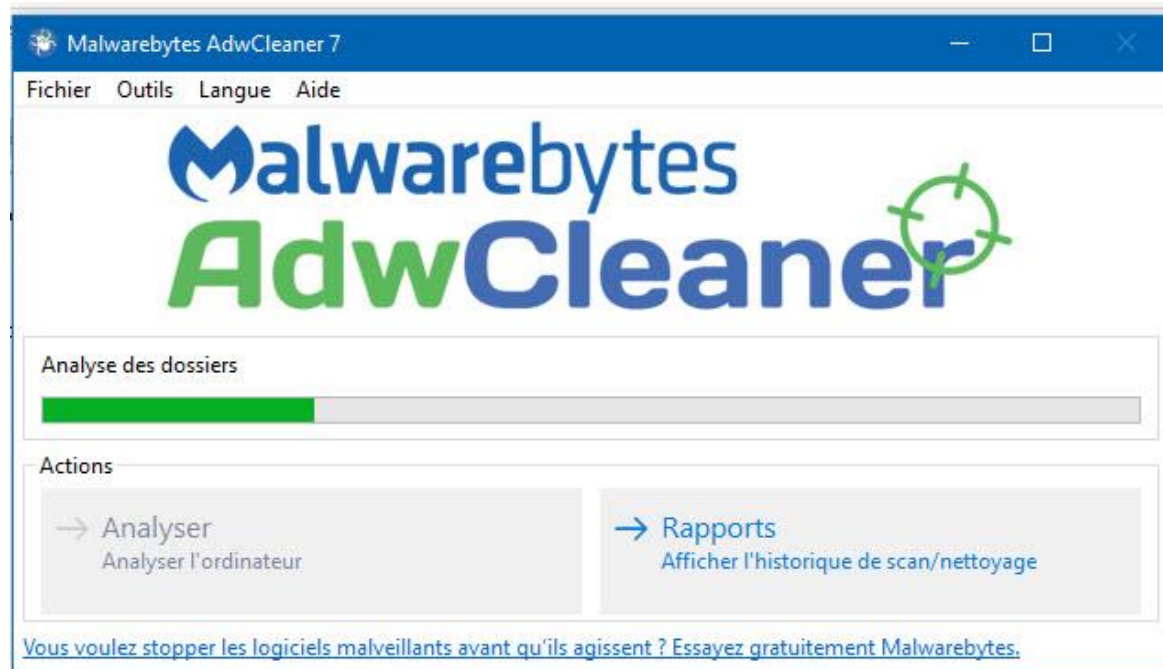 Malwarebytes AdwCleaner 7
Fichier Outils Langue Aide
Malwarebytes
AdwCleaner
Analyse des dossiers
Actions
→ Analyser
Analyser l'ordinateur
→ Rapports
Afficher l'historique de scan/nettoyage
Vous voulez stopper les logiciels malveillants avant qu’ils agissent ? Essayez gratuitement Malwarebytes.